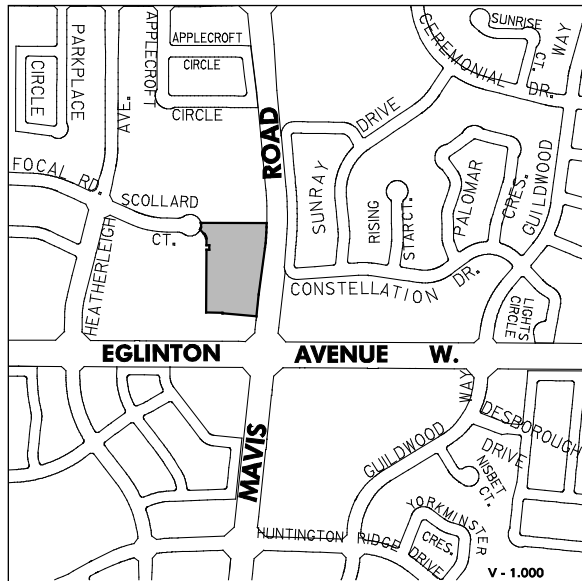 PARKPLACE
CIRCLE
APPLECROFT
CIRCLE
APPLECROFT
CIRCLE
AVE.
HEATHERLEIGH
FOCAL RD.
SCOLLARD
CT.
MAVIS
ROAD
SUNRISE
CT.
CEREMONIAL DR.
WAY
GUILDWOOD
SUNRAY
DRIVE
RISING
STAR CT.
PALOMAR
CRES.
CONSTELLATION DR.
LIGHTS
CIRCLE
EGLINTON AVENUE W.
GUILDWOOD
WAY
DESBOROUGH
DRIVE
NISBET
CT.
YORKMINSTER
CRES.
HUNTINGTON RIDGE DRIVE
V - 1.000